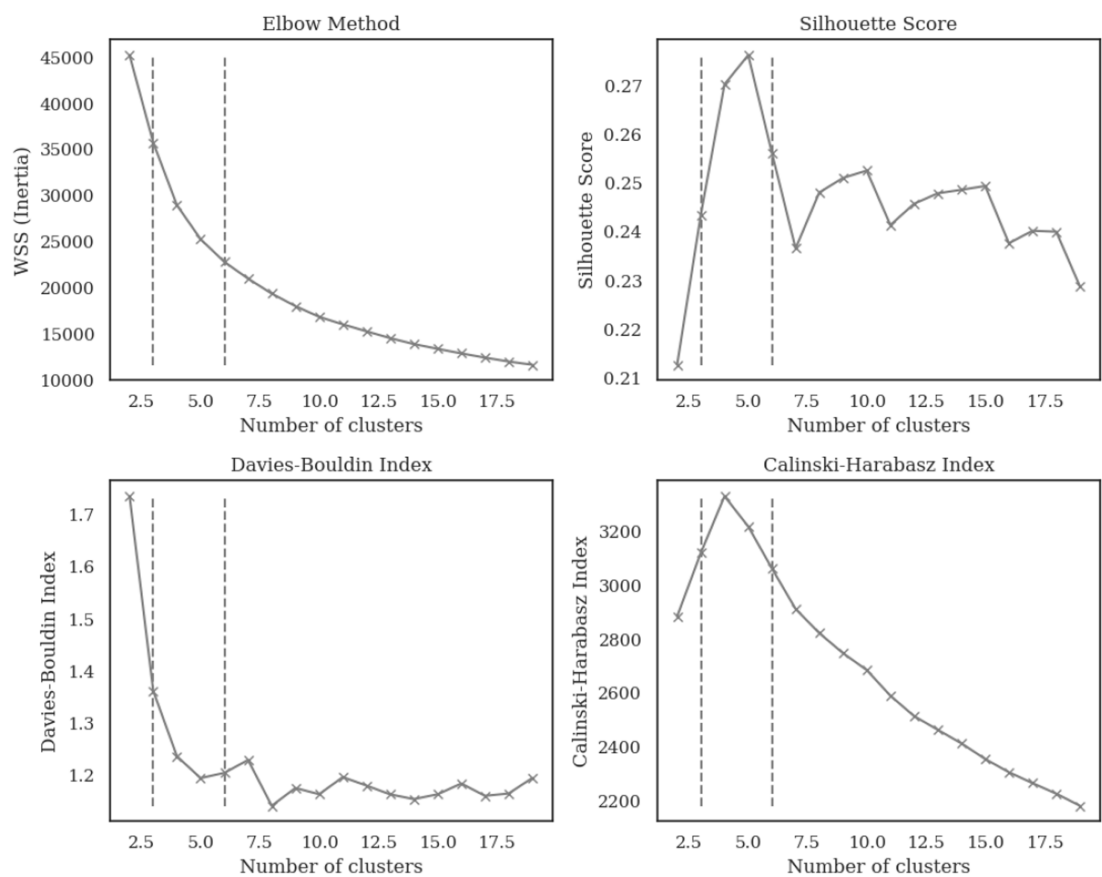 Elbow Method
WSS (Inertia)
45000
40000
35000
30000
25000
20000
15000
10000
2.5 5.0 7.5 10.0 12.5 15.0 17.5
Number of clusters
Silhouette Score
Silhouette Score
0.27
0.26
0.25
0.24
0.23
0.22
0.21
2.5 5.0 7.5 10.0 12.5 15.0 17.5
Number of clusters
Davies-Bouldin Index
Davies-Bouldin Index
1.7
1.6
1.5
1.4
1.3
1.2
2.5 5.0 7.5 10.0 12.5 15.0 17.5
Number of clusters
Calinski-Harabasz Index
Calinski-Harabasz Index
3200
3000
2800
2600
2400
2200
2.5 5.0 7.5 10.0 12.5 15.0 17.5
Number of clusters